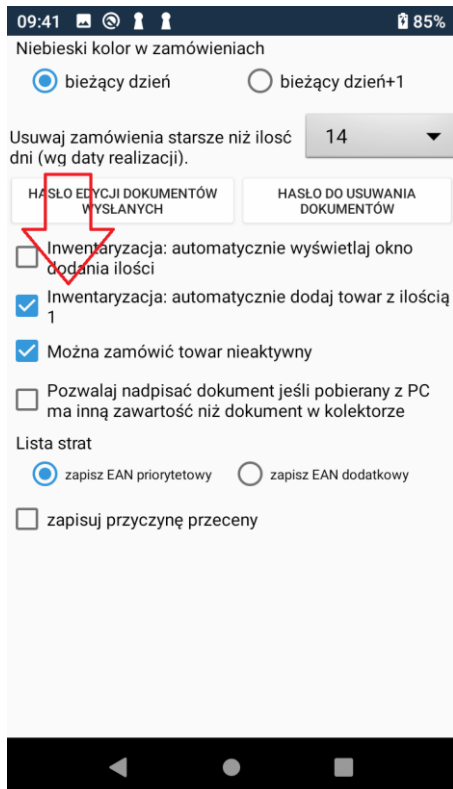 09:41 85%
Niebieski kolor w zamówieniach
bieżący dzień bieżący dzień+1
Usuwaj zamówienia starsze niż ilosć 14
dni (wg daty realizacji).
HASŁO EDYCJI DOKUMENTÓW
WYSŁANYCH
HASŁO DO USUWANIA
DOKUMENTÓW
Inwentaryzacja: automatycznie wyświetlaj okno
dodania ilości
Inwentaryzacja: automatycznie dodaj towar z ilością
1
Można zamówić towar nieaktywny
Pozwalaj nadpisać dokument jeśli pobierany z PC
ma inną zawartość niż dokument w kolektorze
Lista strat
zapisz EAN priorytetowy zapisz EAN dodatkowy
zapisuj przyczynę przeceny